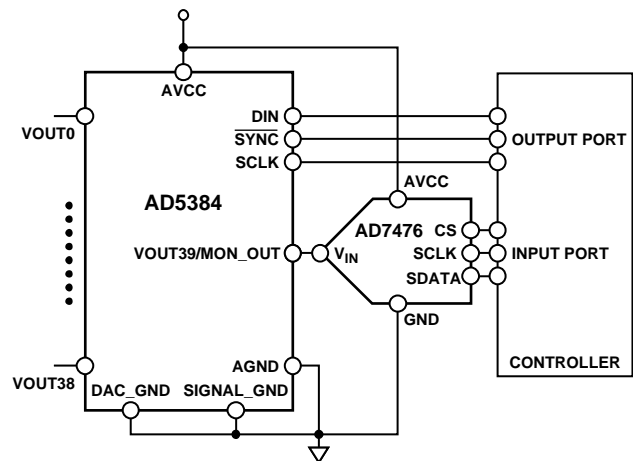 AVCC
VOUT0
DIN
SYNC
SCLK
OUTPUT PORT
AD5384
AVCC
AD7476
VOUT39/MON_OUT
VIN
CS
SCLK
SDATA
INPUT PORT
GND
VOUT38
AGND
DAC_GND
SIGNAL_GND
CONTROLLER